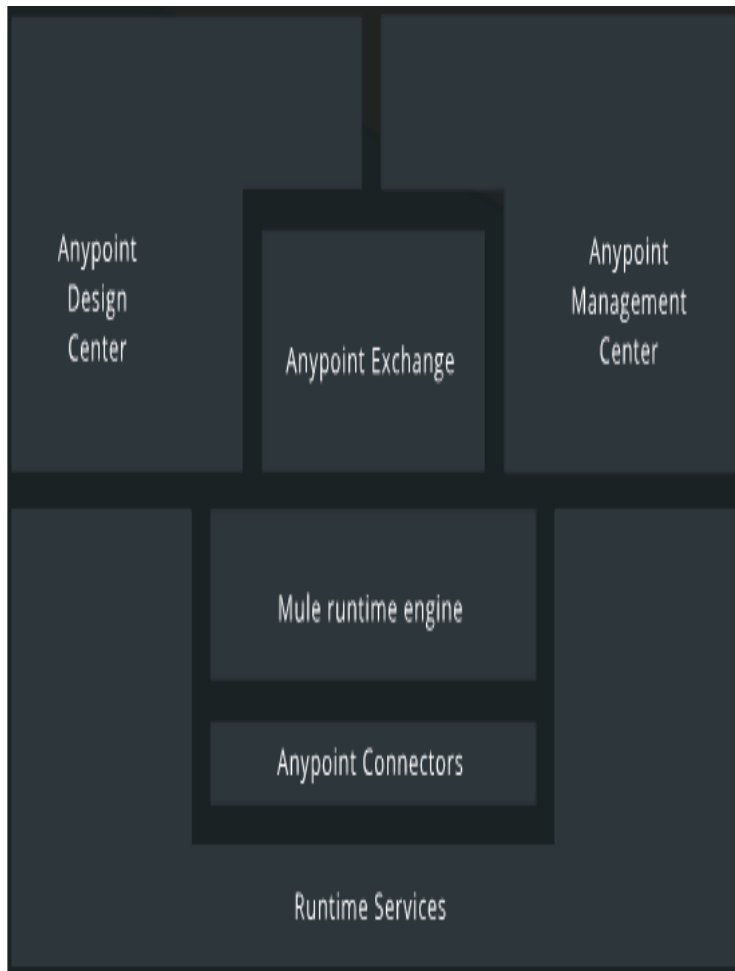 Anypoint
Design
Center
Anypoint Exchange
Anypoint
Management
Center
Mule runtime engine
Anypoint Connectors
Runtime Services